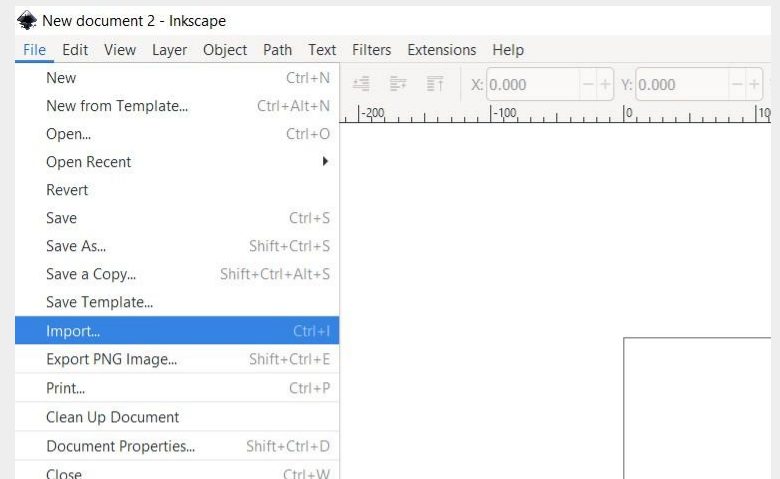 New document 2 - Inkscape
File Edit View Layer Object Path Text Filters Extensions Help
New Ctrl+N
New from Template... Ctrl+Alt+N
X: 0.000 Y: 0.000
-200 -100 0 10
Open... Ctrl+O
Open Recent
Revert
Save Ctrl+S
Save As... Shift+Ctrl+S
Save a Copy... Shift+Ctrl+Alt+S
Save Template...
Import... Ctrl+I
Export PNG Image... Shift+Ctrl+E
Print... Ctrl+P
Clean Up Document
Document Properties... Shift+Ctrl+D
Close Ctrl+W